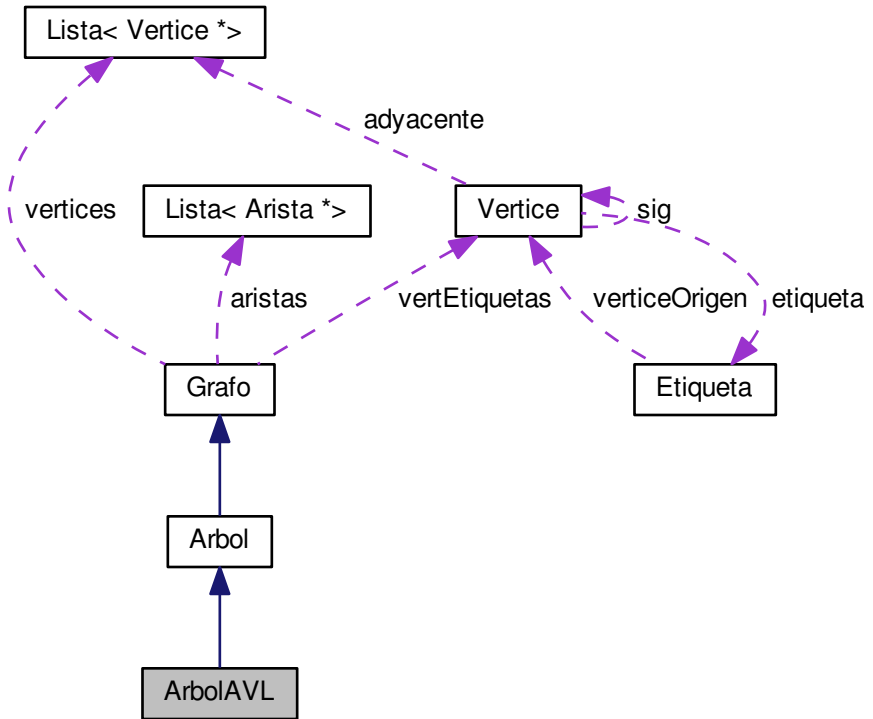 Lista< Vertice *>
adyacente
vertices
Lista< Arista *>
Vertice
sig
aristas
vertEtiquetas
verticeOrigen
etiqueta
Grafo
Etiqueta
Arbol
ArbolAVL